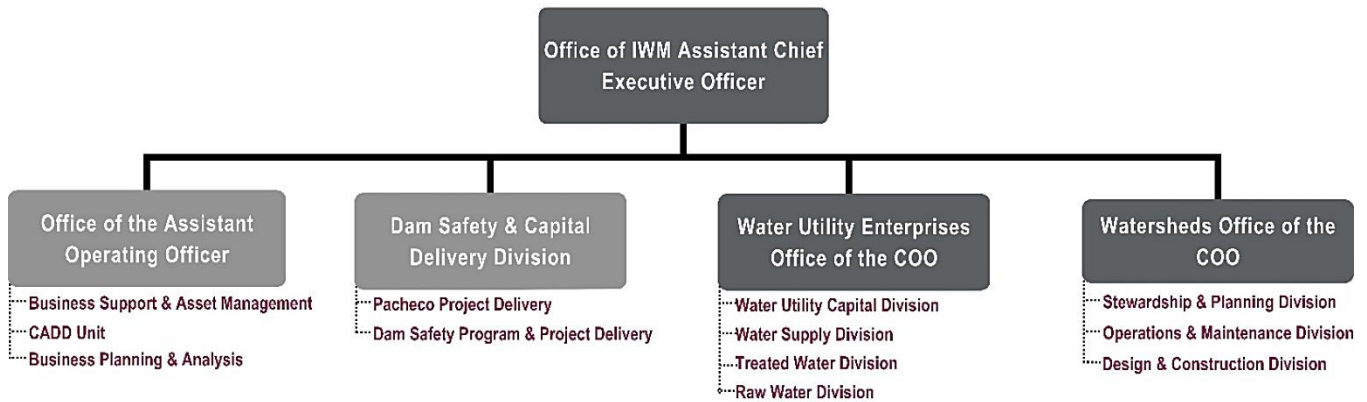 Office of IWM Assistant Chief
Executive Officer
Office of the Assistant
Operating Officer
Business Support & Asset Management
CADD Unit
Business Planning & Analysis
Dam Safety & Capital
Delivery Division
Pacheco Project Delivery
Dam Safety Program & Project Delivery
Water Utility Enterprises
Office of the COO
Water Utility Capital Division
Water Supply Division
Treated Water Division
Raw Water Division
Watersheds Office of the
COO
Stewardship & Planning Division
Operations & Maintenance Division
Design & Construction Division